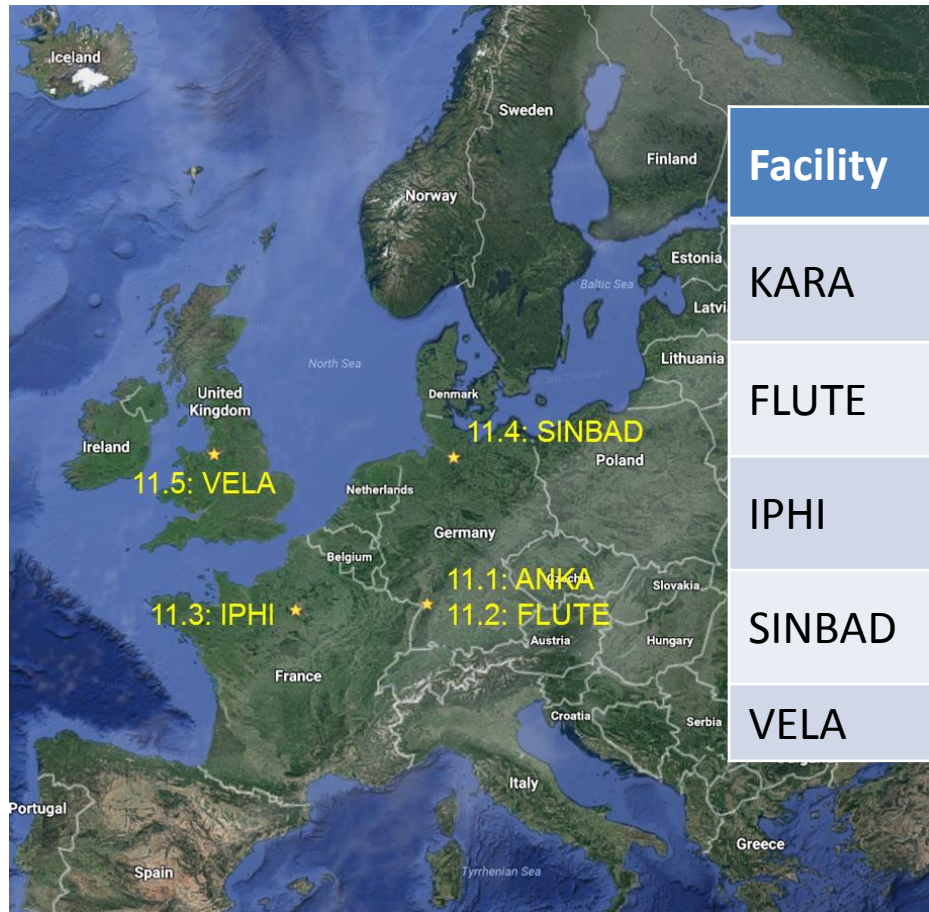 Iceland
Sweden
Finland
Norway
Estonia
Baltic Sea
Latvi
Lithuania
North Sea
Denmark
United
Kingdom
Ireland
11.4: SINBAD
Poland
11.5: VELA
Netherlands
Germany
Belgium
11.1: ANKA
Slovakia
11.3: IPHI
11.2: FLUTE
Austria
Hungary
France
Croatia
Serbia
Italy
Portugal
Spain
Greece
Tyrrhenian Sea
Facility
KARA
FLUTE
IPHI
SINBAD
VELA